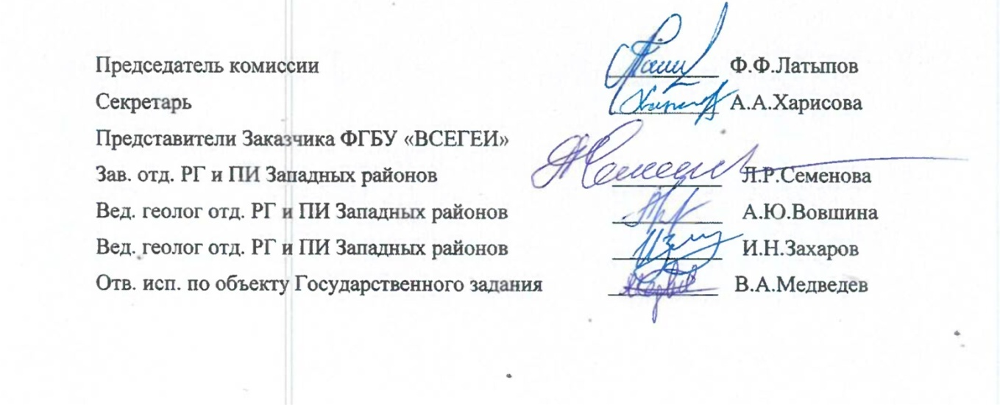 Председатель комиссии Ф.Ф.Латыпов
Секретарь А.А.Харисова
Представители Заказчика ФГБУ «ВСЕГЕИ»
Зав. отд. РГ и ПИ Западных районов Л.Р.Семенова
Вед. геолог отд. РГ и ПИ Западных районов А.Ю.Вовшина
Вед. геолог отд. РГ и ПИ Западных районов И.Н.Захаров
Отв. исп. по объекту Государственного задания В.А.Медведев